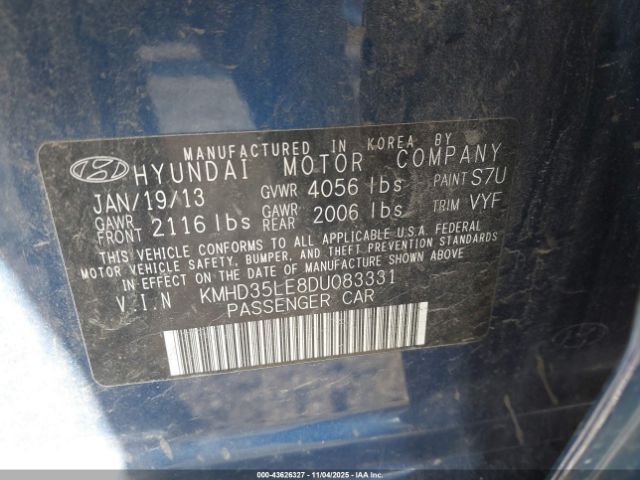 MANUFACTURED IN KOREA BY
HYUNDAI MOTOR COMPANY
JAN/19/13 GVWR 4056 lbs PAINT S7U
GAWR FRONT 2116 lbs GAWR REAR 2006 lbs TRIM VYF
THIS VEHICLE CONFORMS TO ALL APPLICABLE U.S.A. FEDERAL
MOTOR VEHICLE SAFETY, BUMPER, AND THEFT PREVENTION STANDARDS
IN EFFECT ON THE DATE OF MANUFACTURE SHOWN ABOVE
V.I.N KMHD35LE8DU083331
PASSENGER CAR
000-43626327 - 11/04/2025 - IAAI.COM